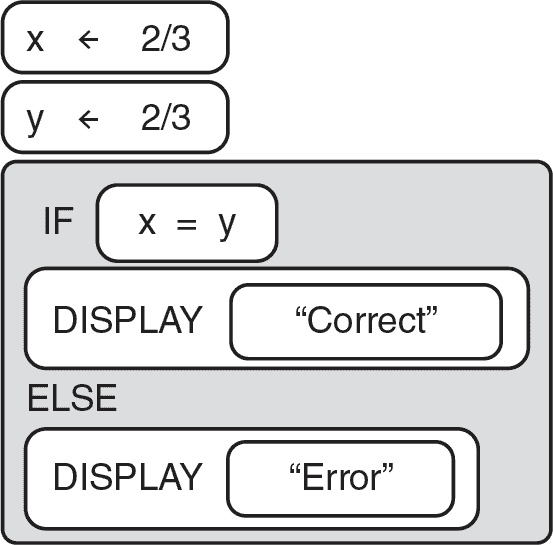 x ← 2/3
y ← 2/3
IF x = y
DISPLAY “Correct”
ELSE
DISPLAY “Error”